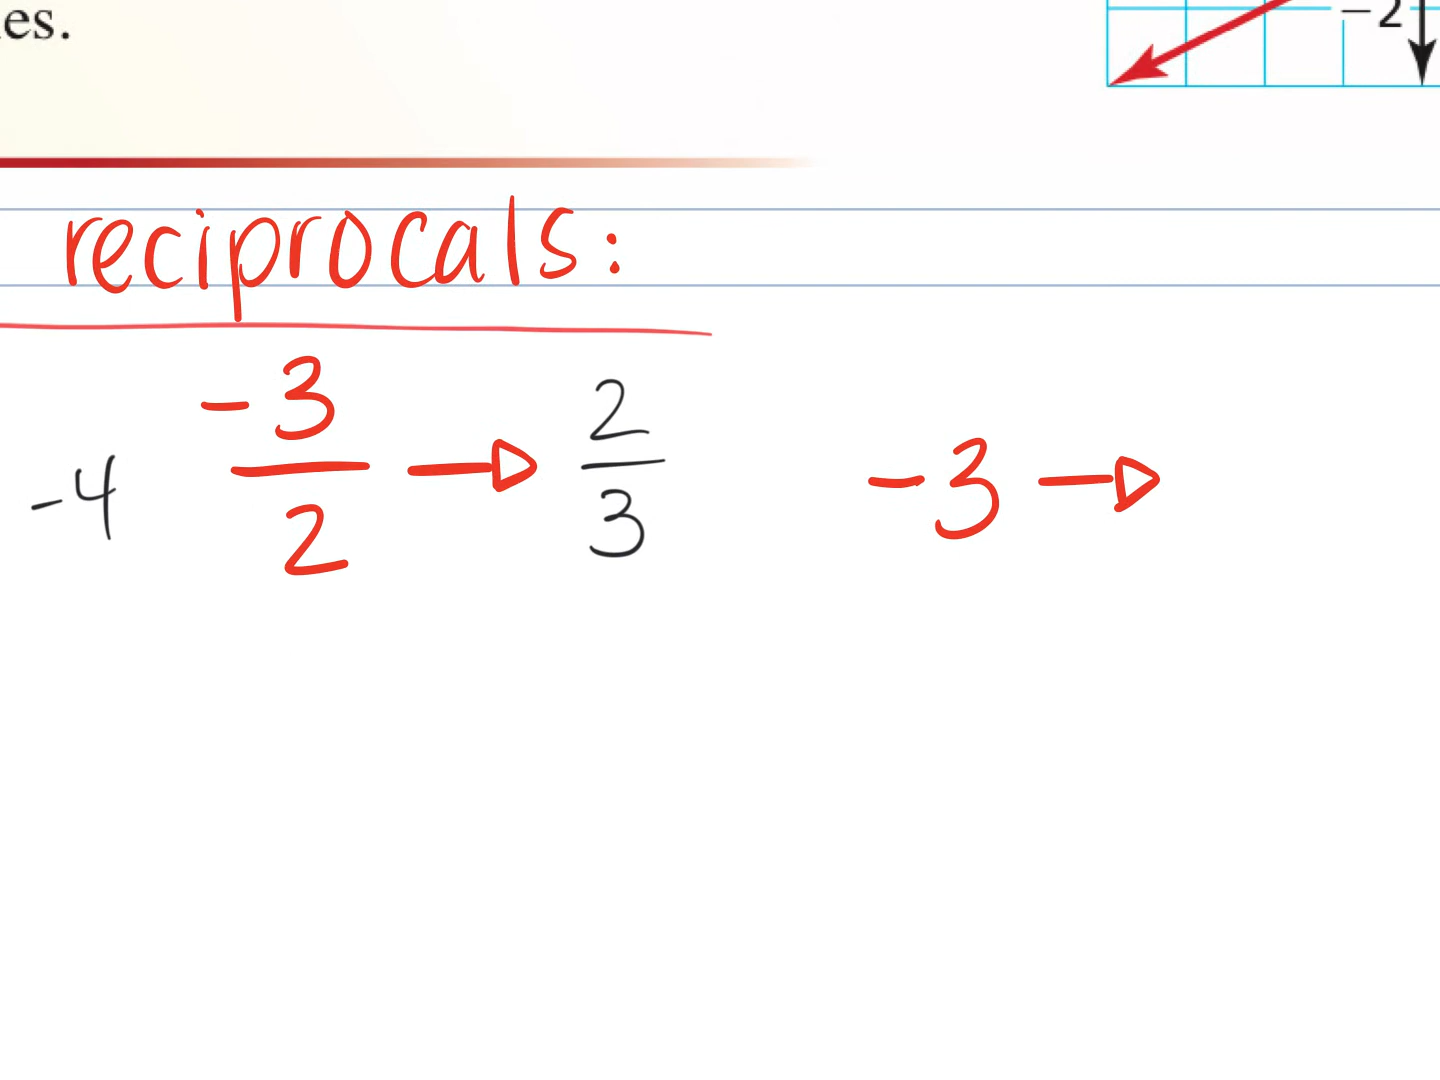 es.
-2
reciprocals:
-4 -3/2 → 2/3 -3 →